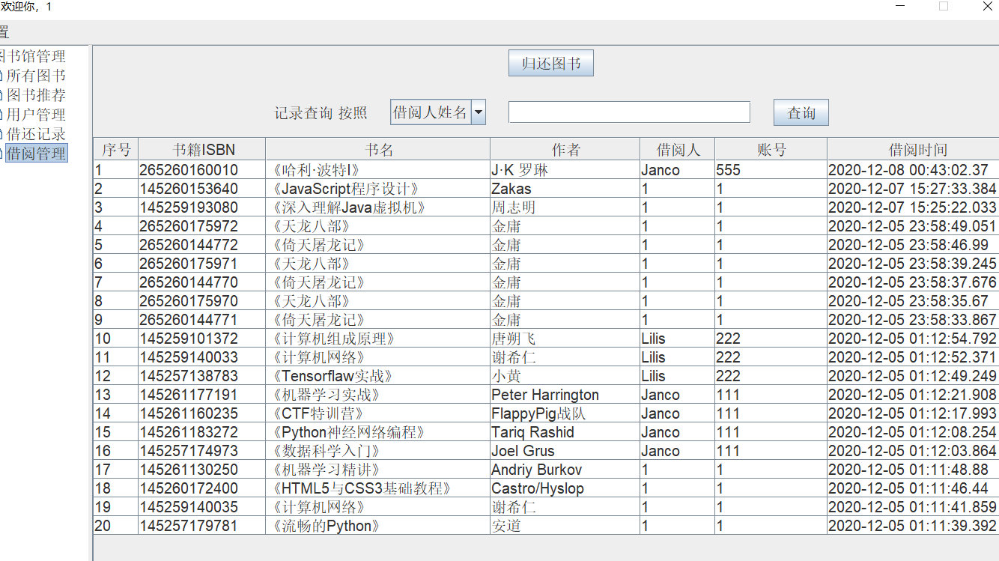 欢迎你，1
置
图书馆管理
所有图书
图书推荐
用户管理
借还记录
借阅管理
归还图书
记录查询 按照 借阅人姓名 查询
序号 书籍ISBN 书名 作者 借阅人 账号 借阅时间
1 265260160010 《哈利·波特I》 J·K 罗琳 Janco 555 2020-12-08 00:43:02.37
2 145260153640 《JavaScript程序设计》 Zakas 1 1 2020-12-07 15:27:33.384
3 145259193080 《深入理解Java虚拟机》 周志明 1 1 2020-12-07 15:25:22.033
4 265260175972 《天龙八部》 金庸 1 1 2020-12-05 23:58:49.051
5 265260144772 《倚天屠龙记》 金庸 1 1 2020-12-05 23:58:46.99
6 265260175971 《天龙八部》 金庸 1 1 2020-12-05 23:58:39.245
7 265260144770 《倚天屠龙记》 金庸 1 1 2020-12-05 23:58:37.676
8 265260175970 《天龙八部》 金庸 1 1 2020-12-05 23:58:35.67
9 265260144771 《倚天屠龙记》 金庸 1 1 2020-12-05 23:58:33.867
10 145259101372 《计算机组成原理》 唐朔飞 Lilis 222 2020-12-05 01:12:54.792
11 145259140033 《计算机网络》 谢希仁 Lilis 222 2020-12-05 01:12:52.371
12 145257138783 《Tensorflaw实战》 小黄 Lilis 222 2020-12-05 01:12:49.249
13 145261177191 《机器学习实战》 Peter Harrington Janco 111 2020-12-05 01:12:21.908
14 145261160235 《CTF特训营》 FlappyPig战队 Janco 111 2020-12-05 01:12:17.993
15 145261183272 《Python神经网络编程》 Tariq Rashid Janco 111 2020-12-05 01:12:08.254
16 145257174973 《数据科学入门》 Joel Grus Janco 111 2020-12-05 01:12:03.864
17 145261130250 《机器学习精讲》 Andriy Burkov 1 1 2020-12-05 01:11:48.88
18 145260172400 《HTML5与CSS3基础教程》 Castro/Hyslop 1 1 2020-12-05 01:11:46.44
19 145259140035 《计算机网络》 谢希仁 1 1 2020-12-05 01:11:41.859
20 145257179781 《流畅的Python》 安道 1 1 2020-12-05 01:11:39.392